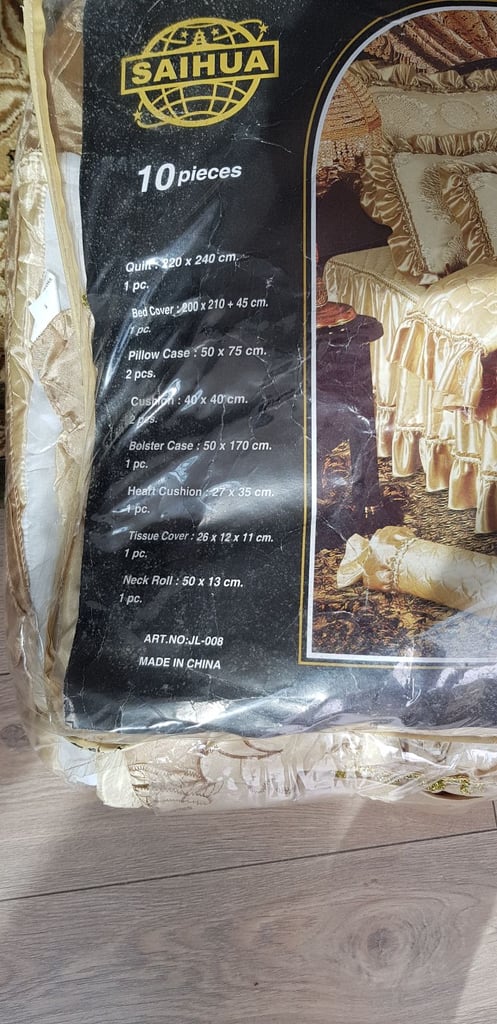 SAIHUA
10 pieces
Quilt : 220 x 240 cm.
1 pc.
Bed Cover : 200 x 210 + 45 cm.
1 pc.
Pillow Case : 50 x 75 cm.
2 pcs.
Cushion : 40 x 40 cm.
2 pcs.
Bolster Case : 50 x 170 cm.
1 pc.
Heart Cushion : 27 x 35 cm.
1 pc.
Tissue Cover : 26 x 12 x 11 cm.
1 pc.
Neck Roll : 50 x 13 cm.
1 pc.
ART.NO:JL-008
MADE IN CHINA